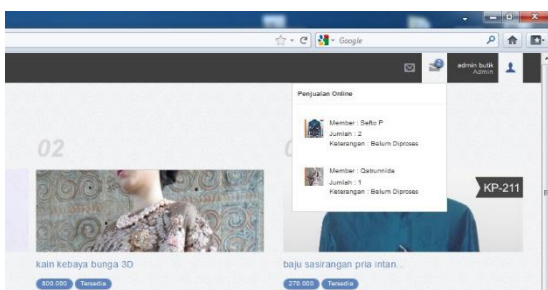 Google
admin butik
Admin
Penjualan Online
Member : Sefto P
Jumlah : 2
Keterangan : Belum Diproses
Member : Qatrunnida
Jumlah : 1
Keterangan : Belum Diproses
02
KP-211
kain kebaya bunga 3D
800.000 Tersedia
baju sasirangan pria intan...
270.000 Tersedia